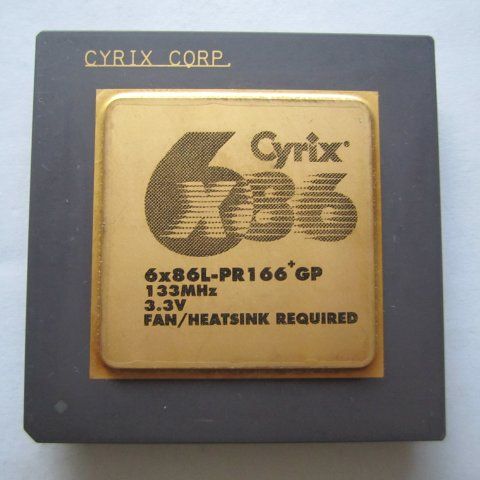 CYRIX CORP.
Cyrix®
6x86
6x86L-PR166+GP
133MHz
3.3V
FAN/HEATSINK REQUIRED